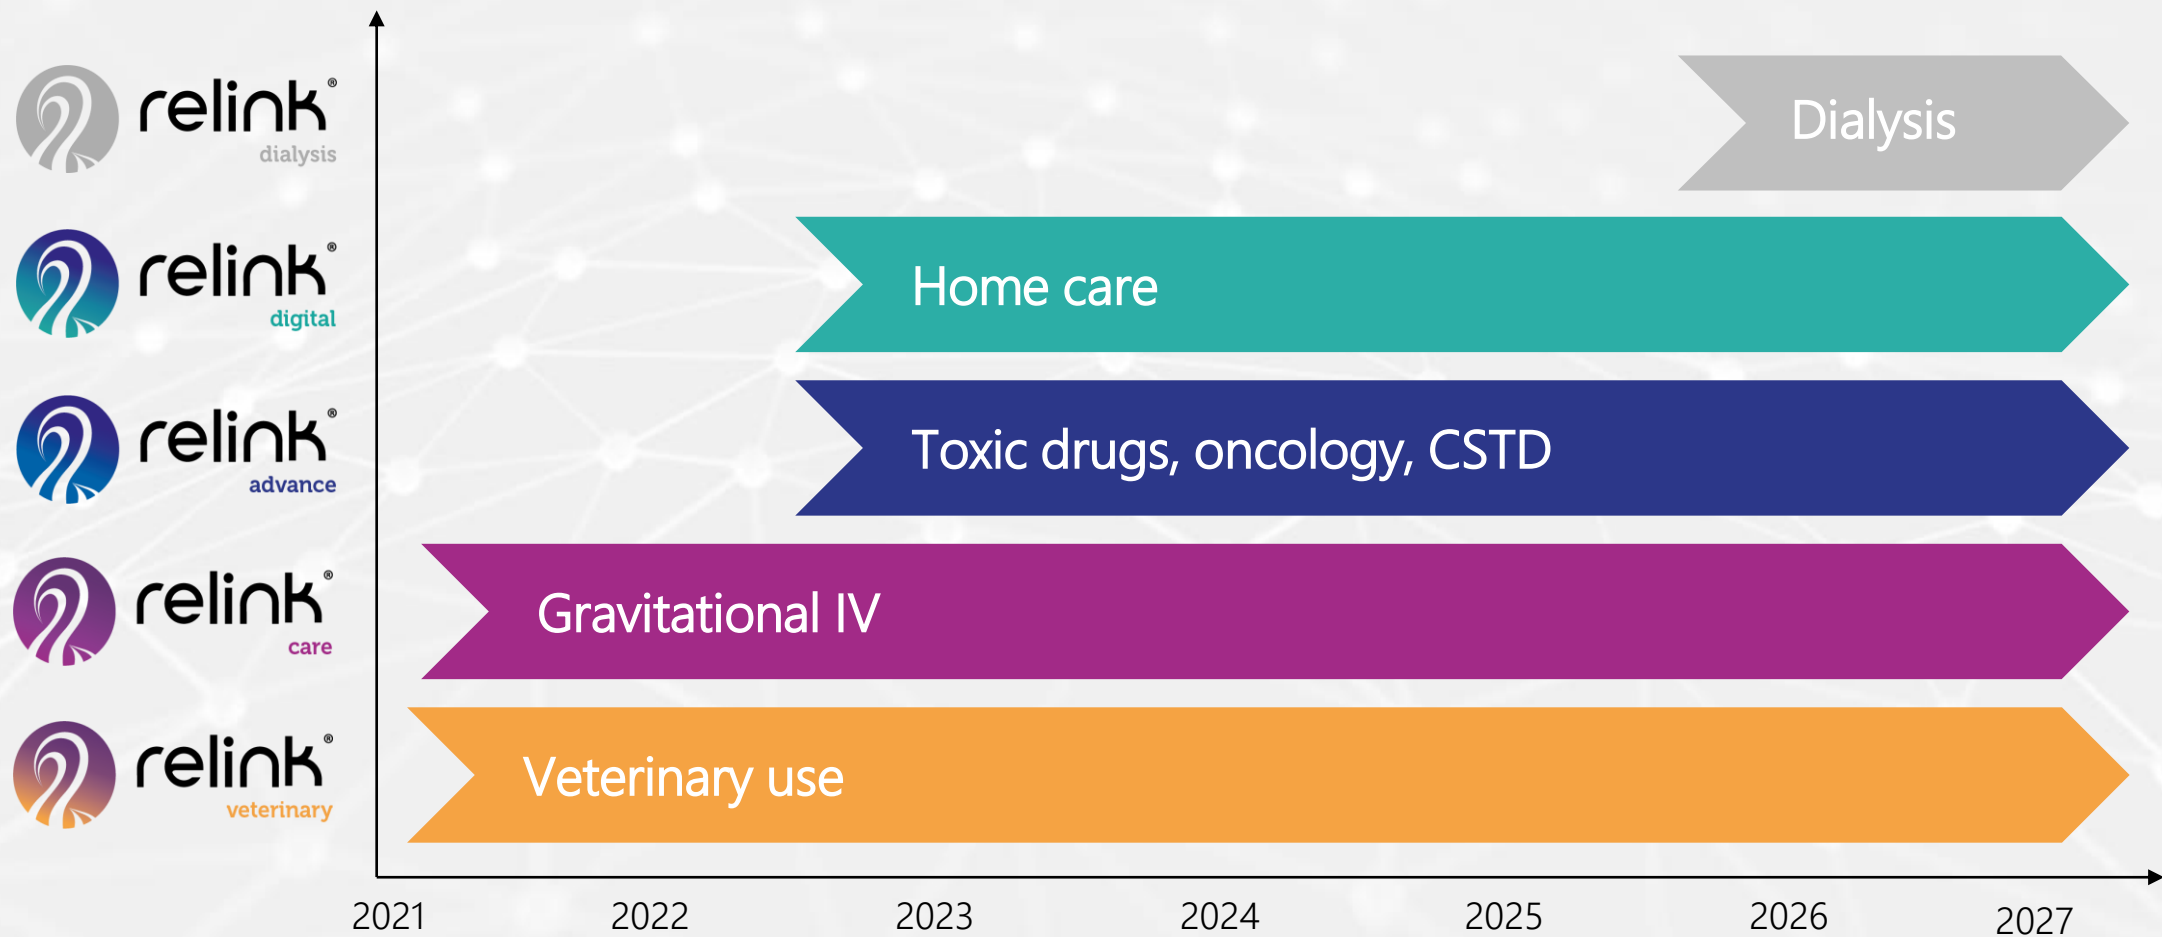 relink®
dialysis
Dialysis
relink®
digital
Home care
relink®
advance
Toxic drugs, oncology, CSTD
relink®
care
Gravitational IV
relink®
veterinary
Veterinary use
2021 2022 2023 2024 2025 2026 2027